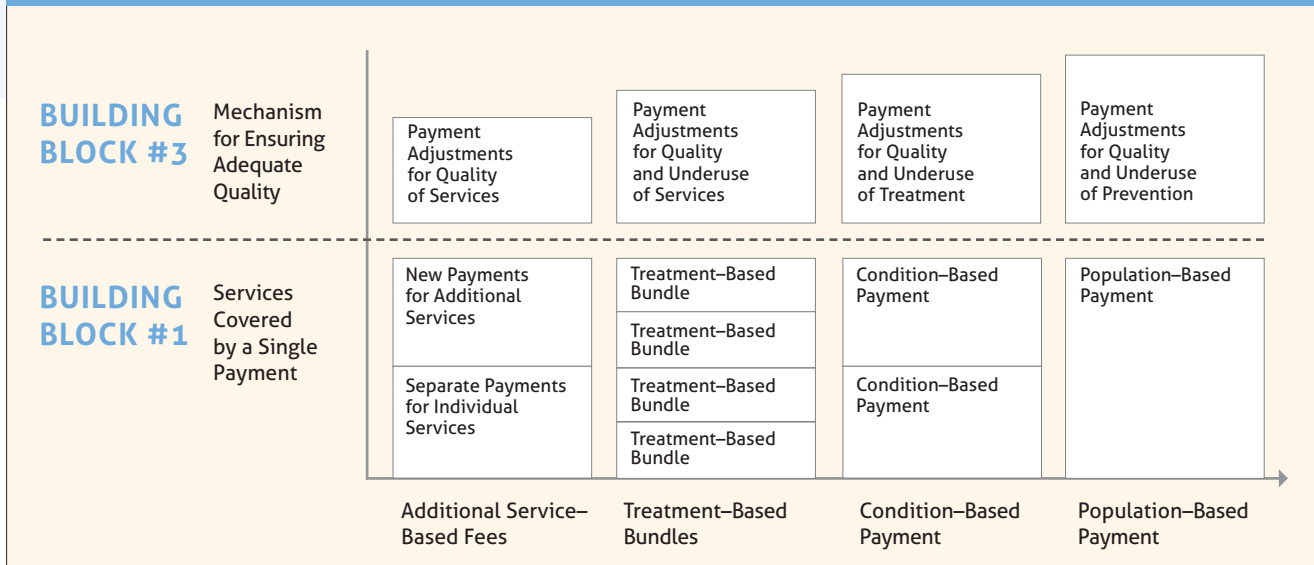 BUILDING
BLOCK #3
Mechanism
for Ensuring
Adequate
Quality
Payment
Adjustments
for Quality
of Services
Payment
Adjustments
for Quality
and Underuse
of Services
Payment
Adjustments
for Quality
and Underuse
of Treatment
Payment
Adjustments
for Quality
and Underuse
of Prevention
BUILDING
BLOCK #1
Services
Covered
by a Single
Payment
New Payments
for Additional
Services
Separate Payments
for Individual
Services
Treatment–Based
Bundle
Treatment–Based
Bundle
Treatment–Based
Bundle
Treatment–Based
Bundle
Condition–Based
Payment
Condition–Based
Payment
Population–Based
Payment
Additional Service–
Based Fees
Treatment–Based
Bundles
Condition–Based
Payment
Population–Based
Payment